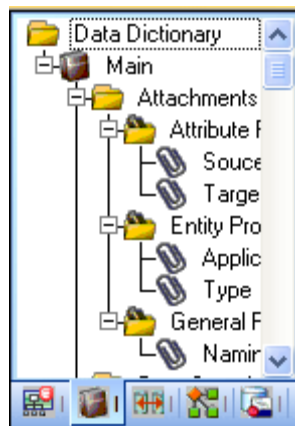 Data Dictionary
Main
Attachments
Attribute F
Souce
Targe
Entity Pro
Applic
Type
General F
Namir